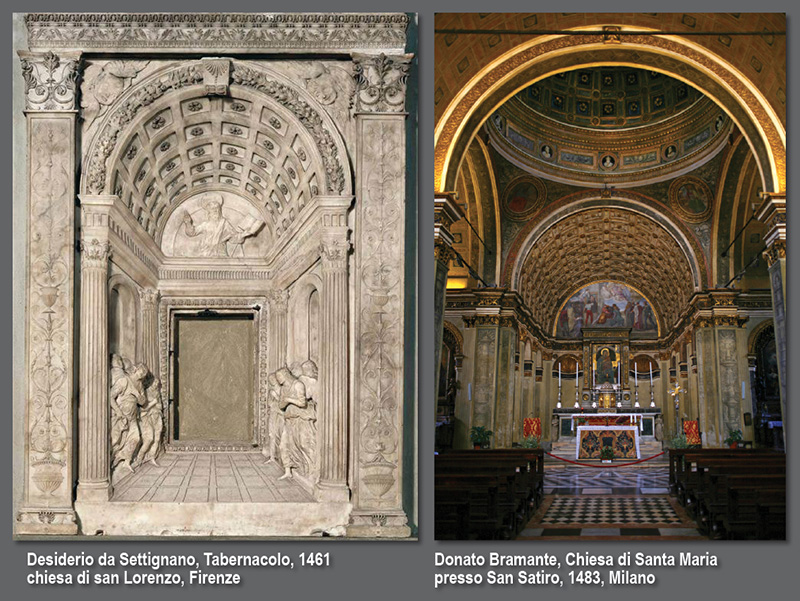 Desiderio da Settignano, Tabernacolo, 1461
chiesa di san Lorenzo, Firenze
Donato Bramante, Chiesa di Santa Maria
presso San Satiro, 1483, Milano